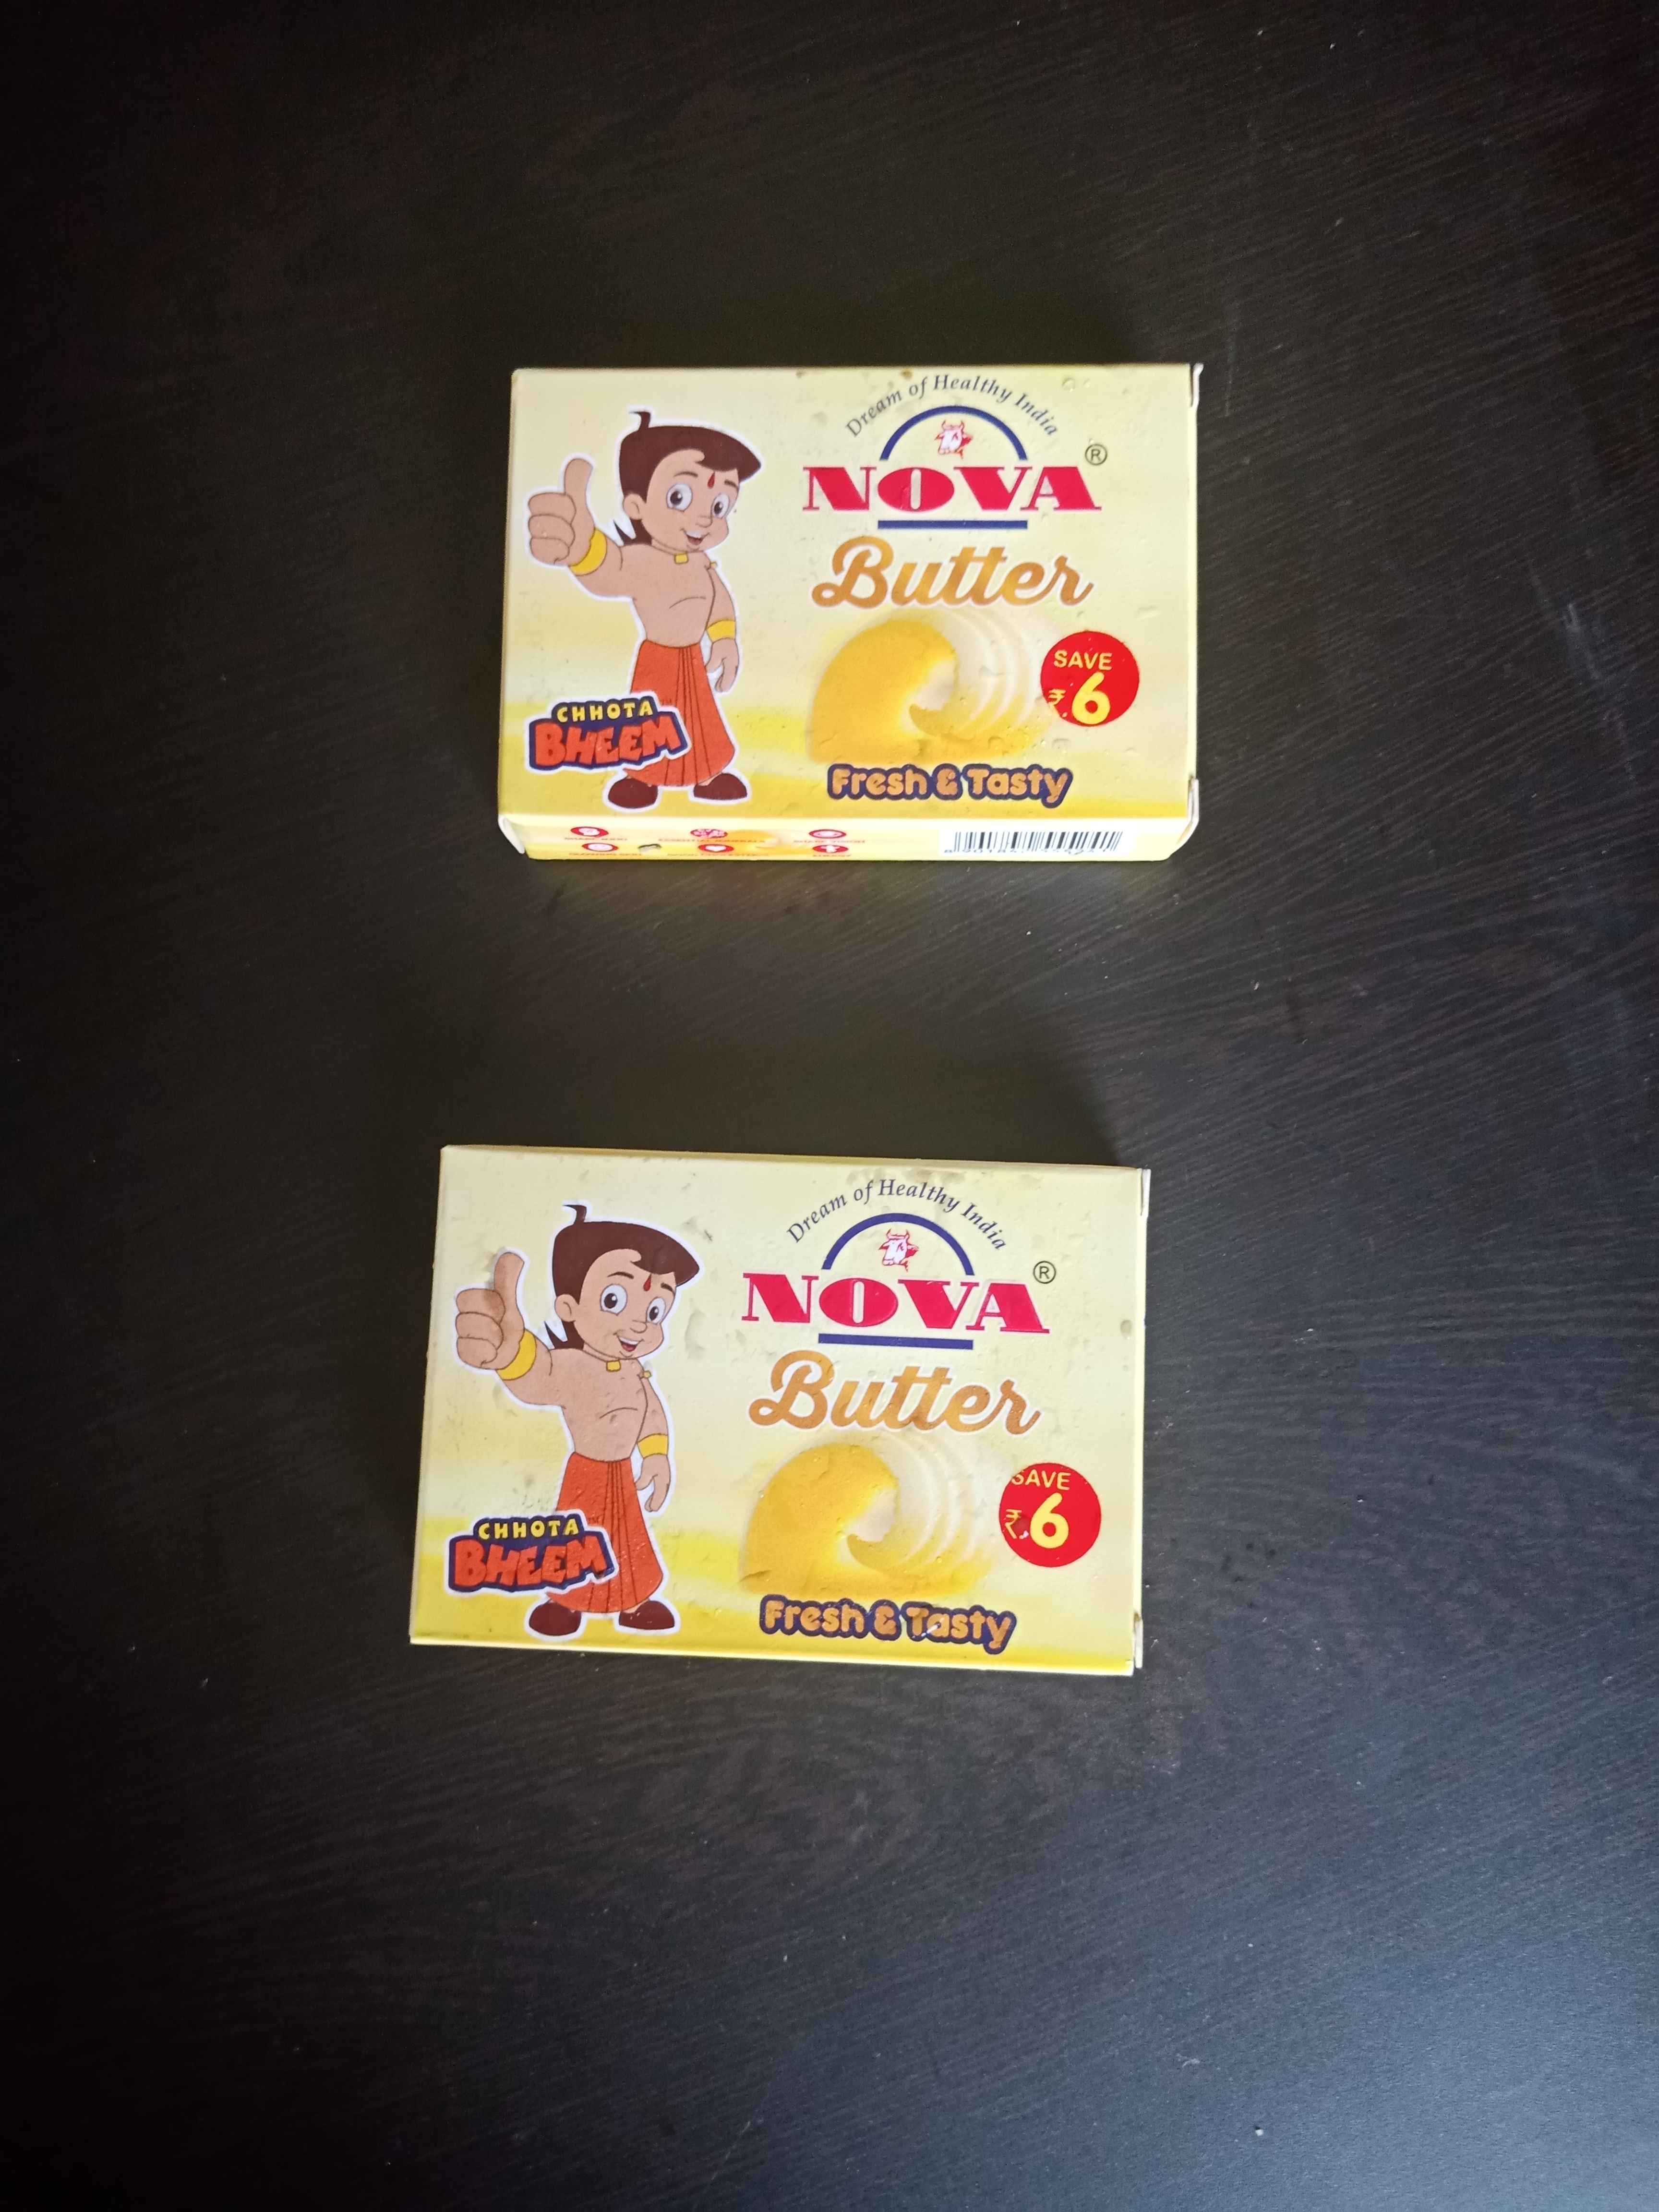 Dream of Healthy India
NOVA®
Butter
SAVE
₹.6
CHHOTA
BHEEM
Fresh & Tasty
Dream of Healthy India
NOVA®
Butter
SAVE
₹.6
CHHOTA
BHEEM
Fresh & Tasty